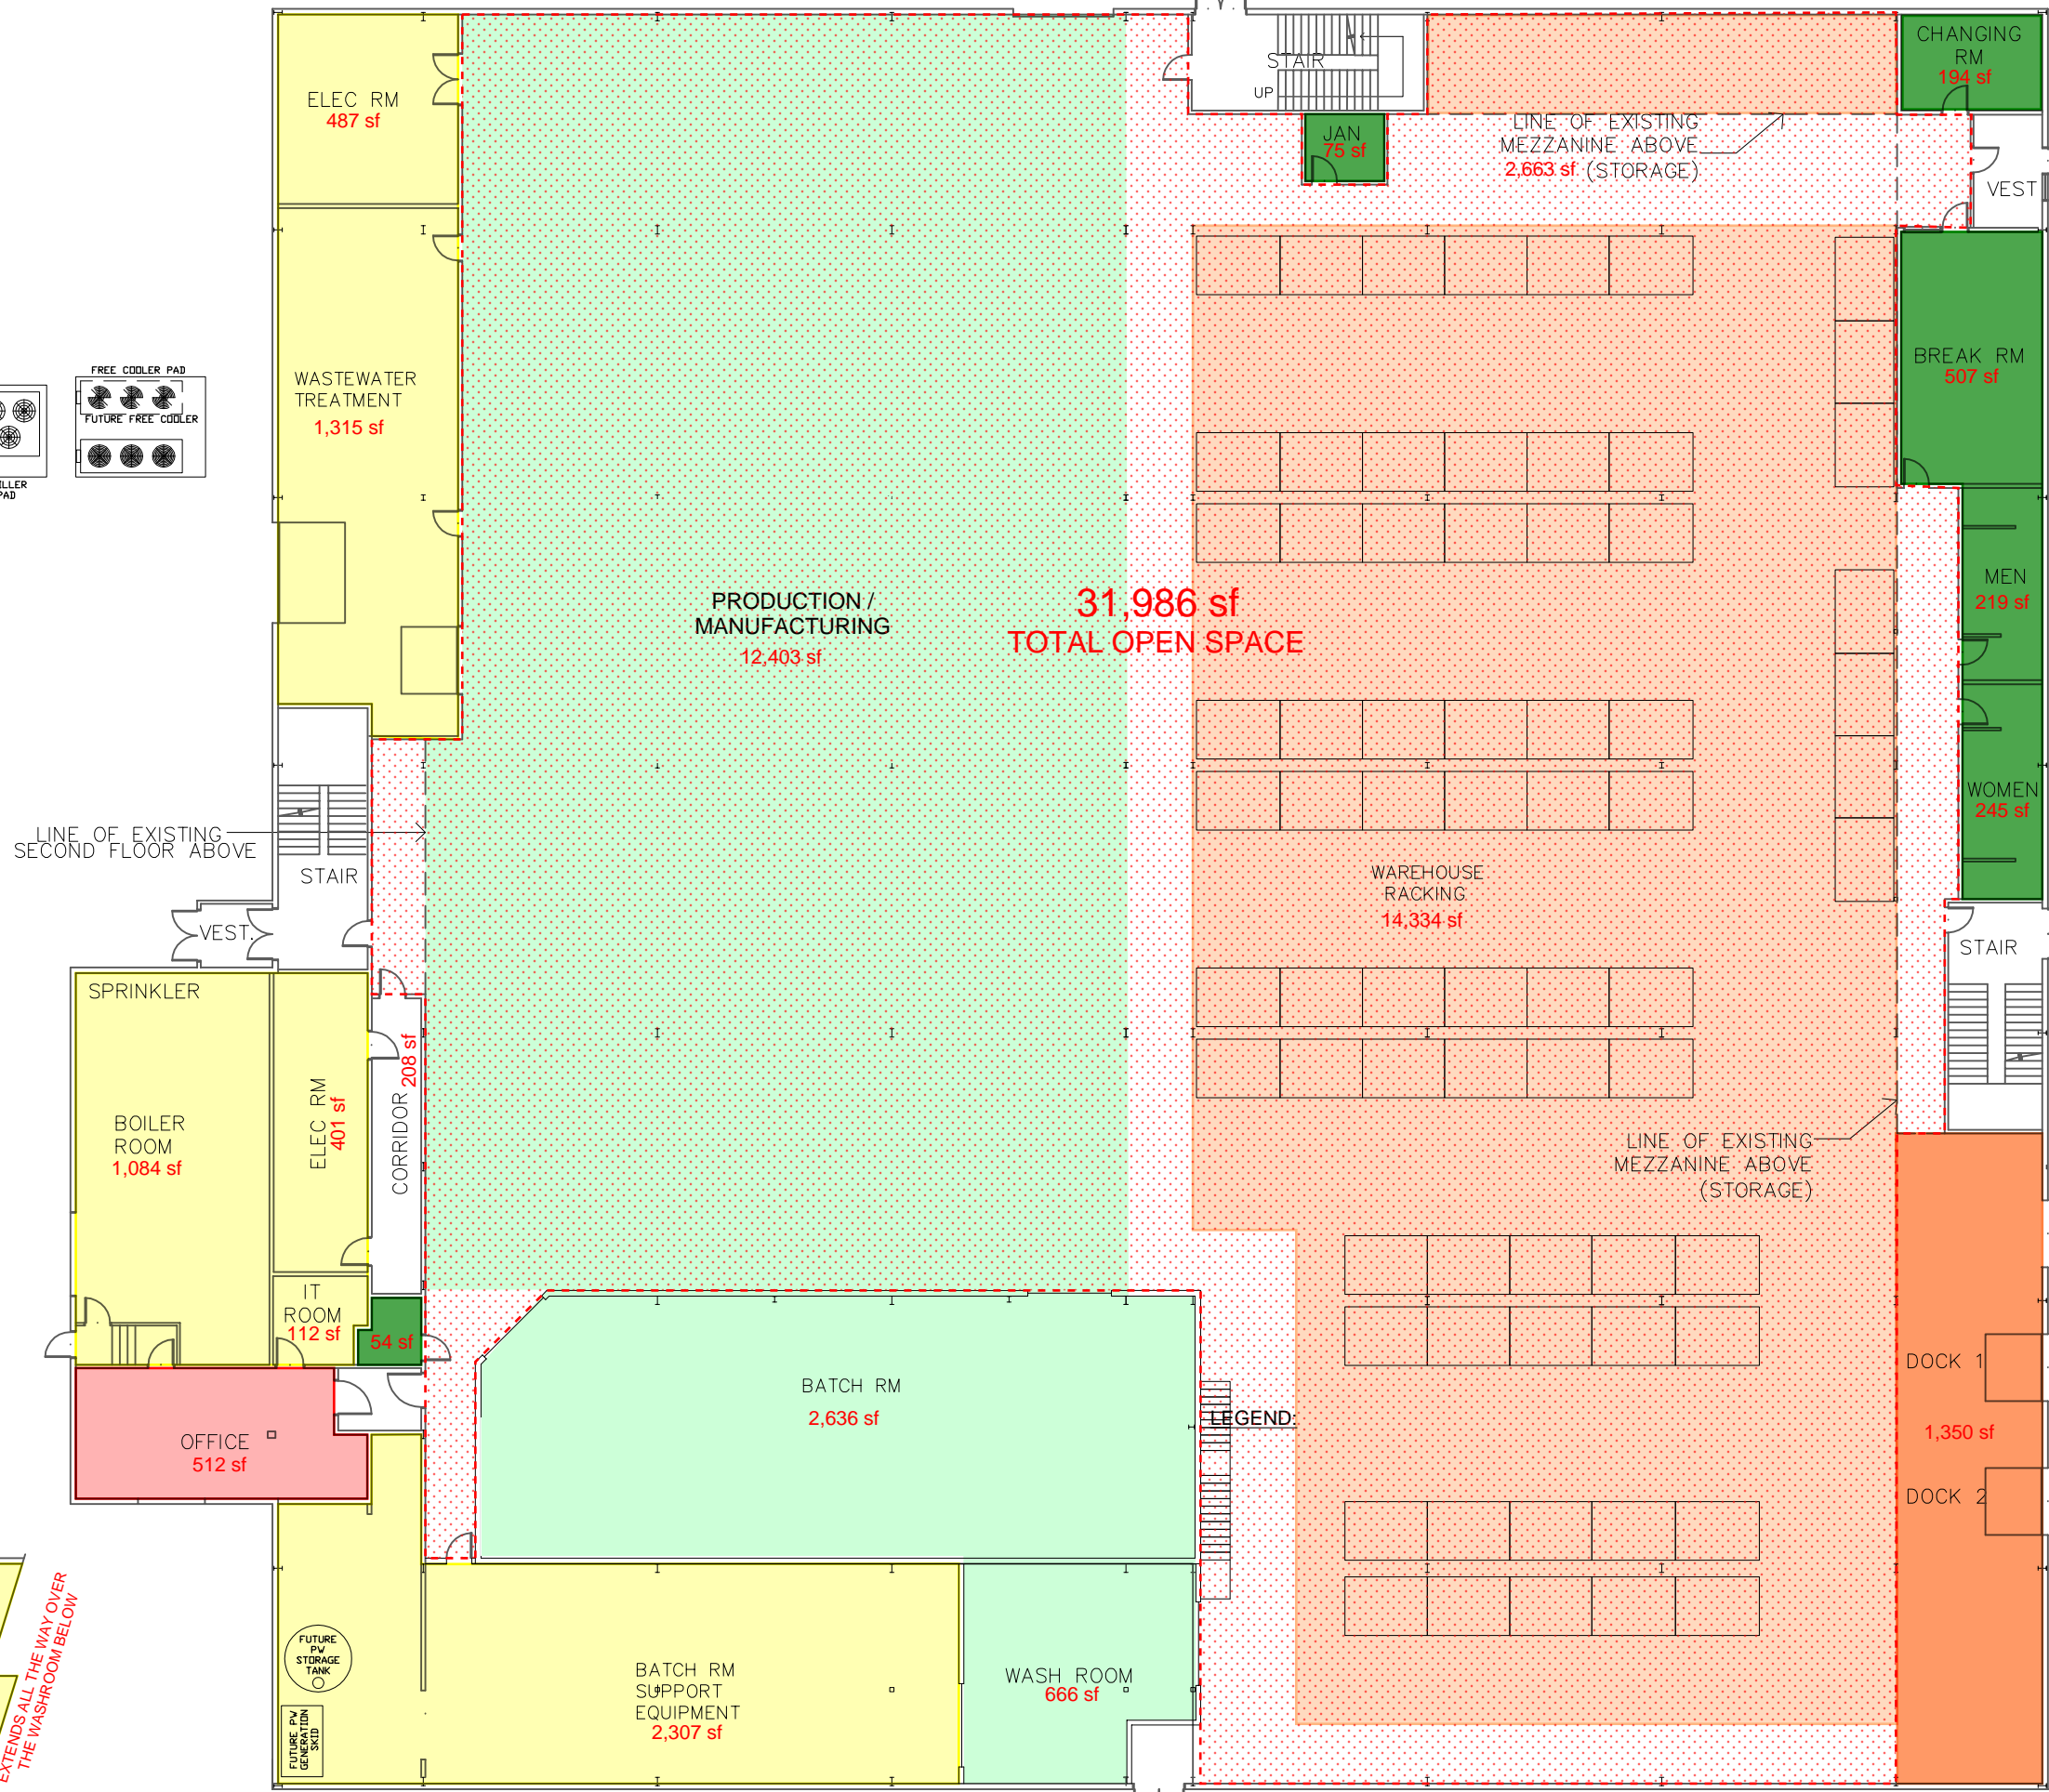 ELEC RM
487 sf
STAIR
UP
JAN
75 sf
LINE OF EXISTING
MEZZANINE ABOVE
2,663 sf (STORAGE)
CHANGING
RM
194 sf
VEST
BREAK RM
507 sf
FREE COOLER PAD
FUTURE FREE COOLER
WASTEWATER
TREATMENT
1,315 sf
PRODUCTION /
MANUFACTURING
12,403 sf
31,986 sf
TOTAL OPEN SPACE
MEN
219 sf
WOMEN
245 sf
LINE OF EXISTING
SECOND FLOOR ABOVE
STAIR
VEST.
WAREHOUSE
RACKING
14,334 sf
STAIR
SPRINKLER
BOILER
ROOM
1,084 sf
ELEC RM
401 sf
CORRIDOR 208 sf
LINE OF EXISTING
MEZZANINE ABOVE
(STORAGE)
IT
ROOM
112 sf
54 sf
OFFICE
512 sf
BATCH RM
2,636 sf
LEGEND:
DOCK 1
1,350 sf
DOCK 2
EXTENDS ALL THE WAY OVER
THE WASHROOM BELOW
FUTURE
PW
STORAGE
TANK
FUTURE PW
GENERATION
SKID
BATCH RM
SUPPORT
EQUIPMENT
2,307 sf
WASH ROOM
666 sf